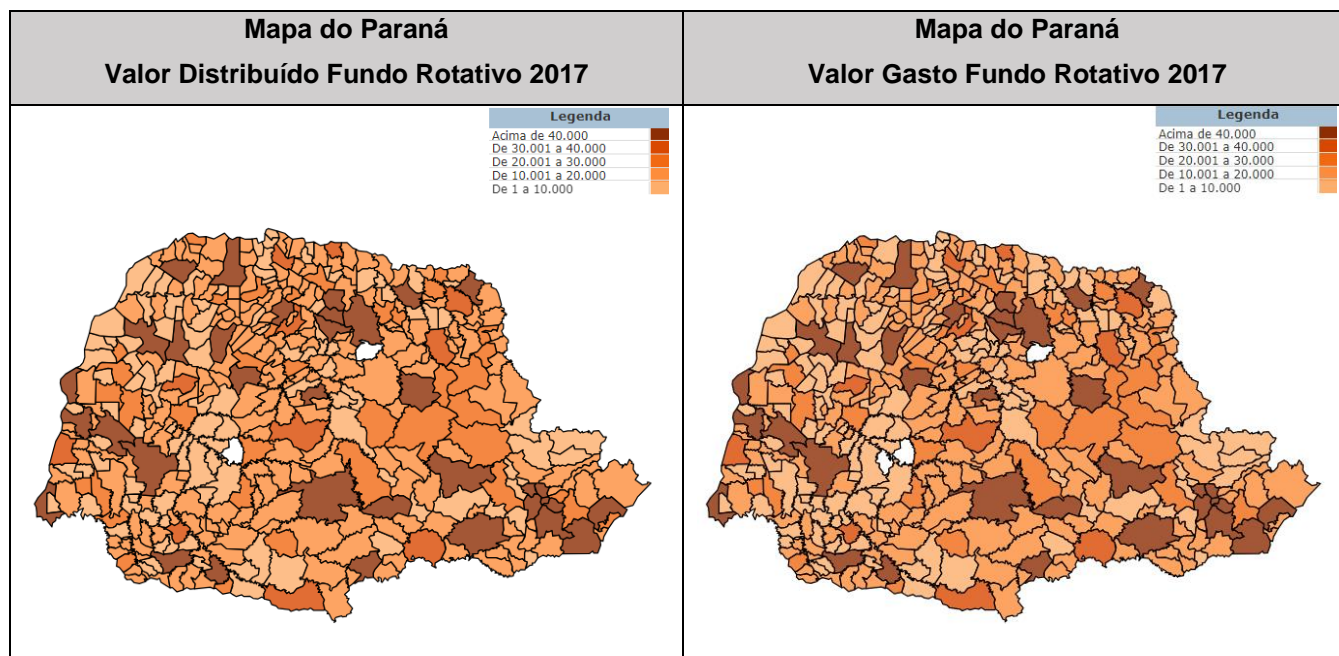 Mapa do Paraná
Valor Distribuído Fundo Rotativo 2017
Mapa do Paraná
Valor Gasto Fundo Rotativo 2017
Legenda
Acima de 40.000
De 30.001 a 40.000
De 20.001 a 30.000
De 10.001 a 20.000
De 1 a 10.000
Legenda
Acima de 40.000
De 30.001 a 40.000
De 20.001 a 30.000
De 10.001 a 20.000
De 1 a 10.000